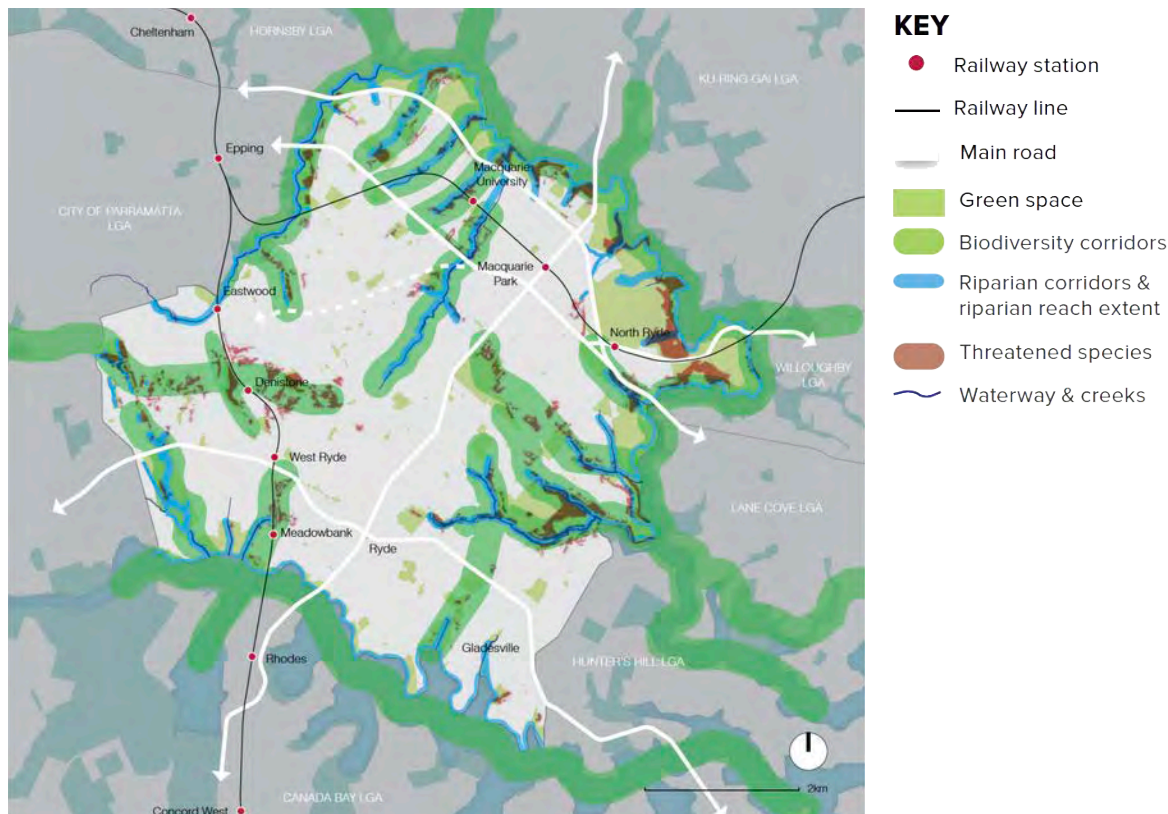 Cheltenham
HORNSBY LGA
KU-RING-GAI LGA
Epping
Macquarie
University
CITY OF PARRAMATTA
LGA
Macquarie
Park
Eastwood
North Ryde
WILLOUGHBY
LGA
Denistone
West Ryde
LANE COVE LGA
Meadowbank
Ryde
Rhodes
Gladesville
HUNTER'S HILL LGA
2km
CANADA BAY LGA
Concord West
KEY
Railway station
Railway line
Main road
Green space
Biodiversity corridors
Riparian corridors &
riparian reach extent
Threatened species
Waterway & creeks